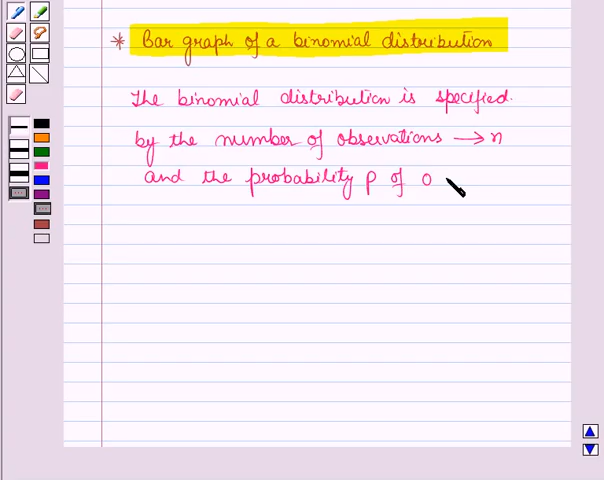 * Bar graph of a binomial distribution
The binomial distribution is specified.
by the number of observations → n
and the probability p of o